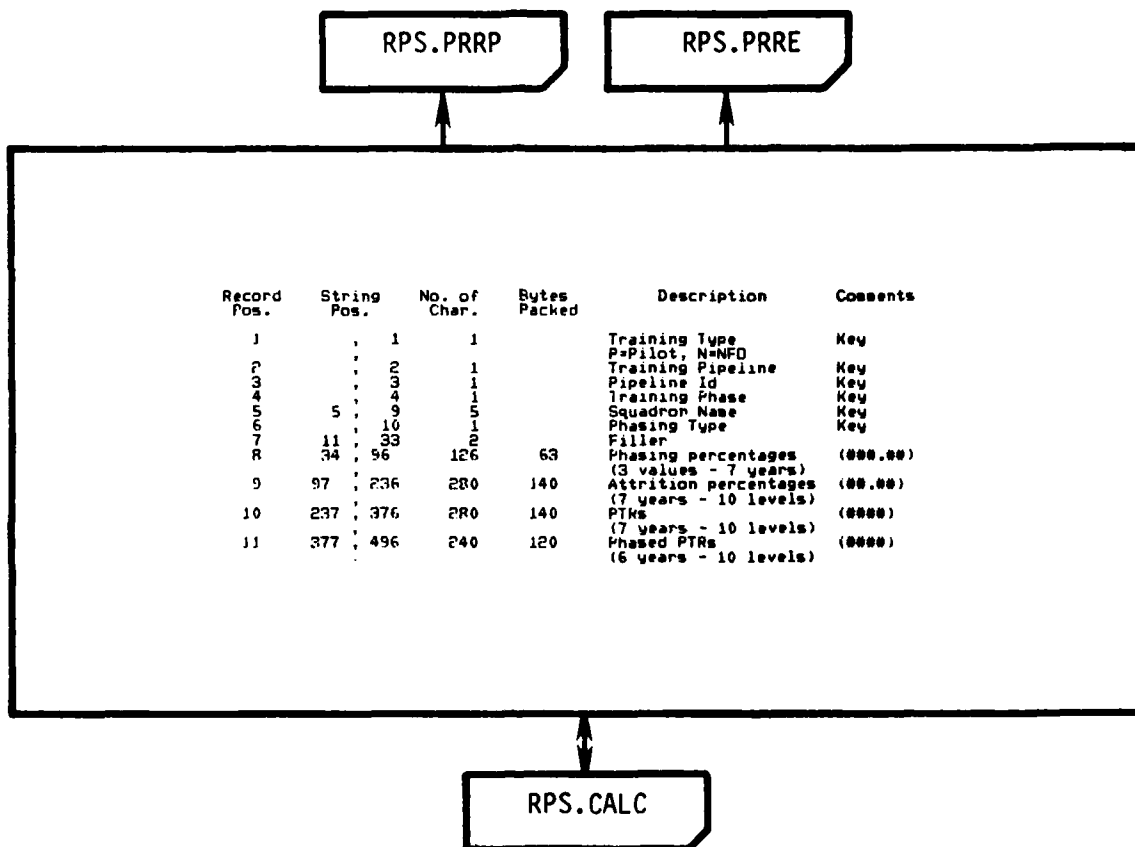 RPS.PRRP RPS.PRRE
Record String No. of Bytes Description Comments
Pos. Pos. Char. Packed
1 , 1 1 Training Type Key
, P=Pilot, N=NFO
2 , 2 1 Training Pipeline Key
3 , 3 1 Pipeline Id Key
4 , 4 1 Training Phase Key
5 5 , 9 5 Squadron Name Key
6 , 10 1 Phasing Type Key
7 11 , 33 2 Filler
8 34 , 96 126 63 Phasing percentages (###.##)
(3 values - 7 years)
9 97 , 236 280 140 Attrition percentages (##.##)
(7 years - 10 levels)
10 237 , 376 280 140 PTRs (####)
(7 years - 10 levels)
11 377 , 496 240 120 Phased PTRs (####)
(6 years - 10 levels)
RPS.CALC